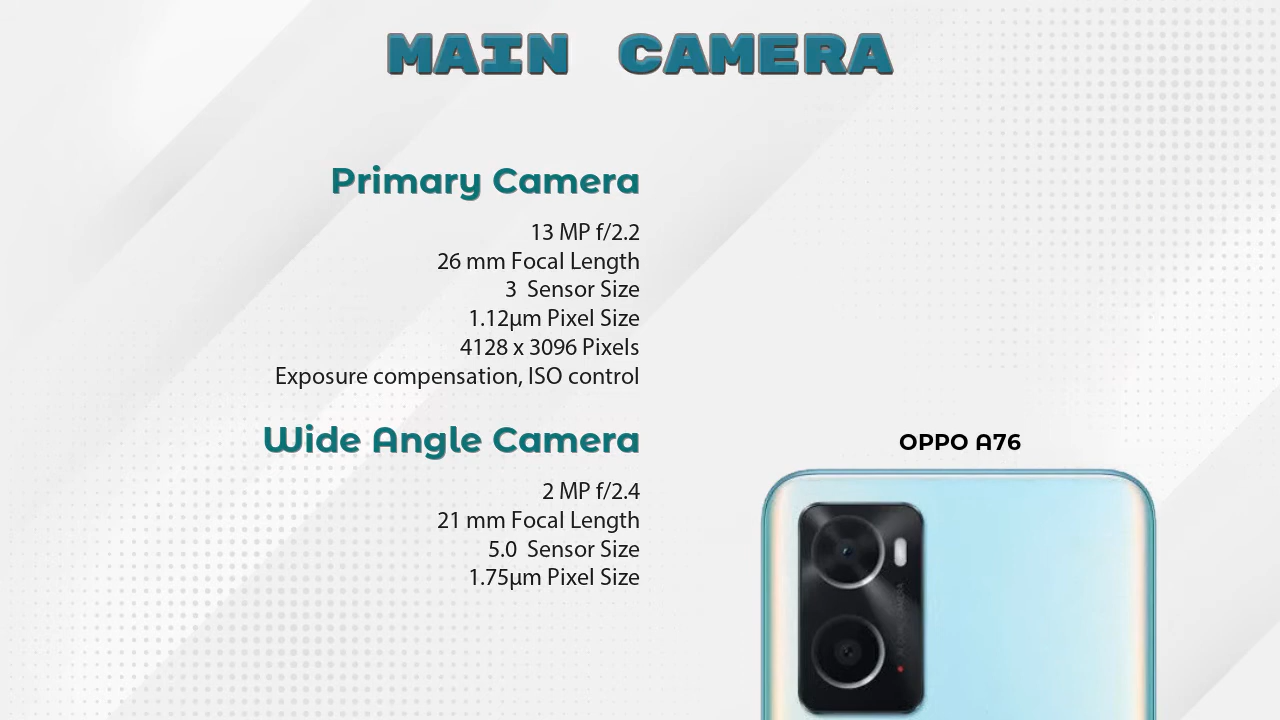 MAIN CAMERA
Primary Camera
13 MP f/2.2
26 mm Focal Length
3 Sensor Size
1.12µm Pixel Size
4128 x 3096 Pixels
Exposure compensation, ISO control
Wide Angle Camera
2 MP f/2.4
21 mm Focal Length
5.0 Sensor Size
1.75µm Pixel Size
OPPO A76